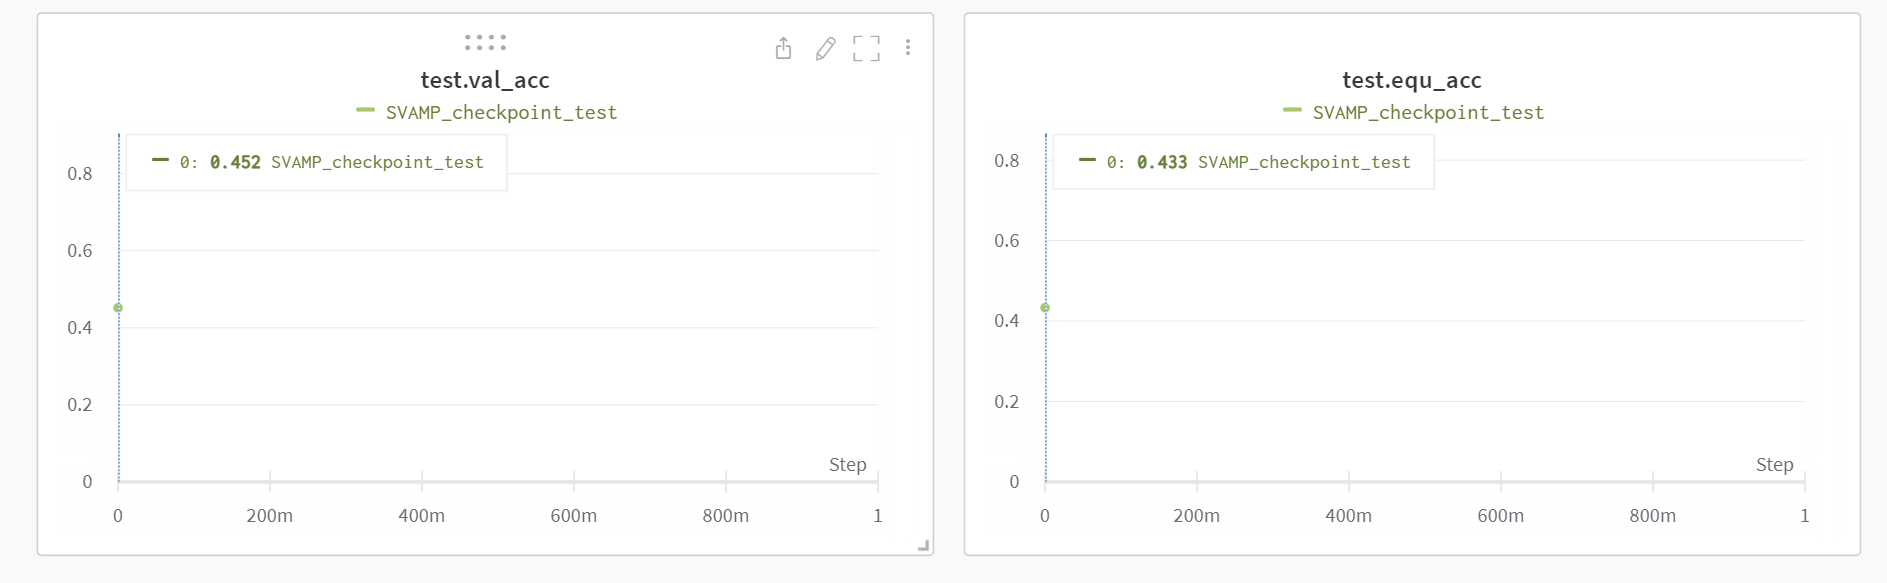 test.val_acc
SVAMP_checkpoint_test
0: 0.452 SVAMP_checkpoint_test
0.8
0.6
0.4
0.2
0
Step
0 200m 400m 600m 800m 1
test.equ_acc
SVAMP_checkpoint_test
0: 0.433 SVAMP_checkpoint_test
0.8
0.6
0.4
0.2
0
Step
0 200m 400m 600m 800m 1